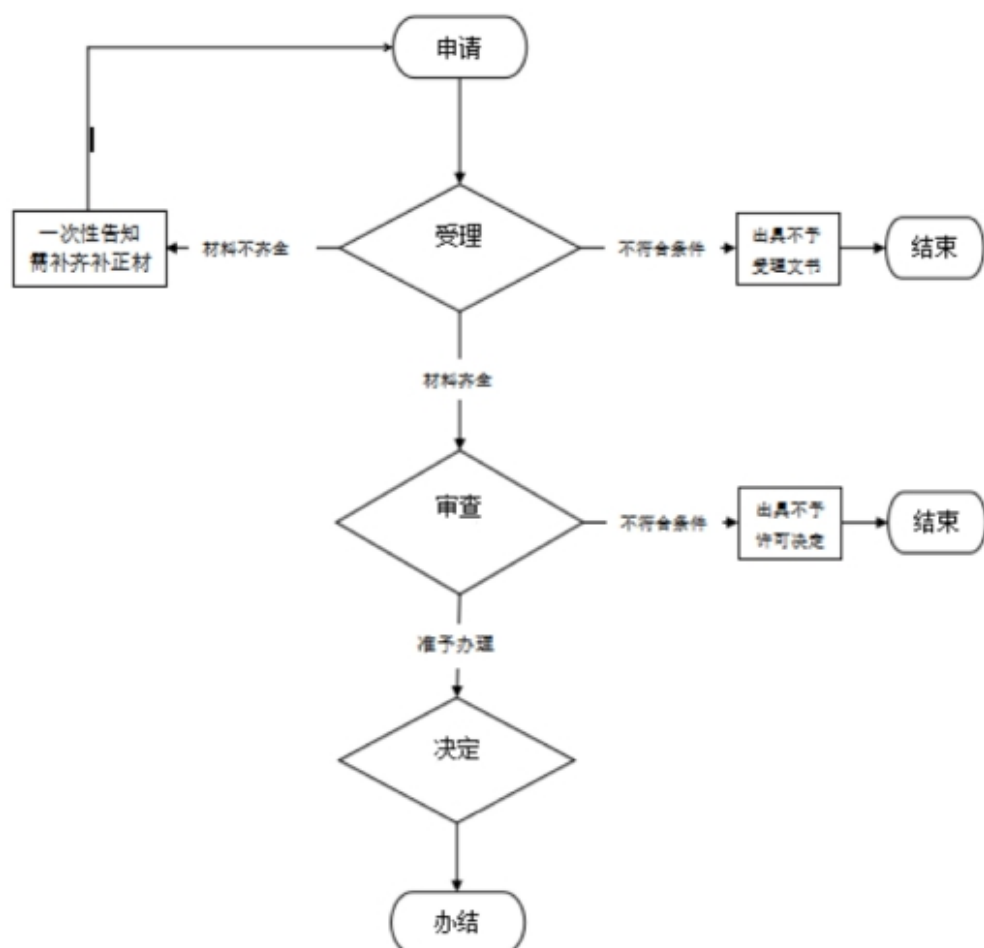 申请
受理
一次性告知
需补齐补正材
材料不齐全
不符合条件
出具不予
受理文书
结束
材料齐全
审查
不符合条件
出具不予
许可决定
结束
准予办理
决定
办结